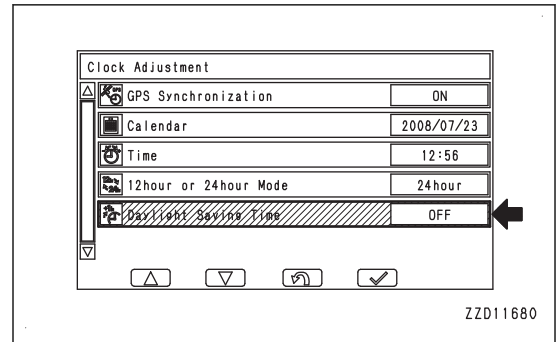 Clock Adjustment
GPS Synchronization ON
Calendar 2008/07/23
Time 12:56
12hour or 24hour Mode 24hour
Daylight Saving Time OFF
ZZD11680